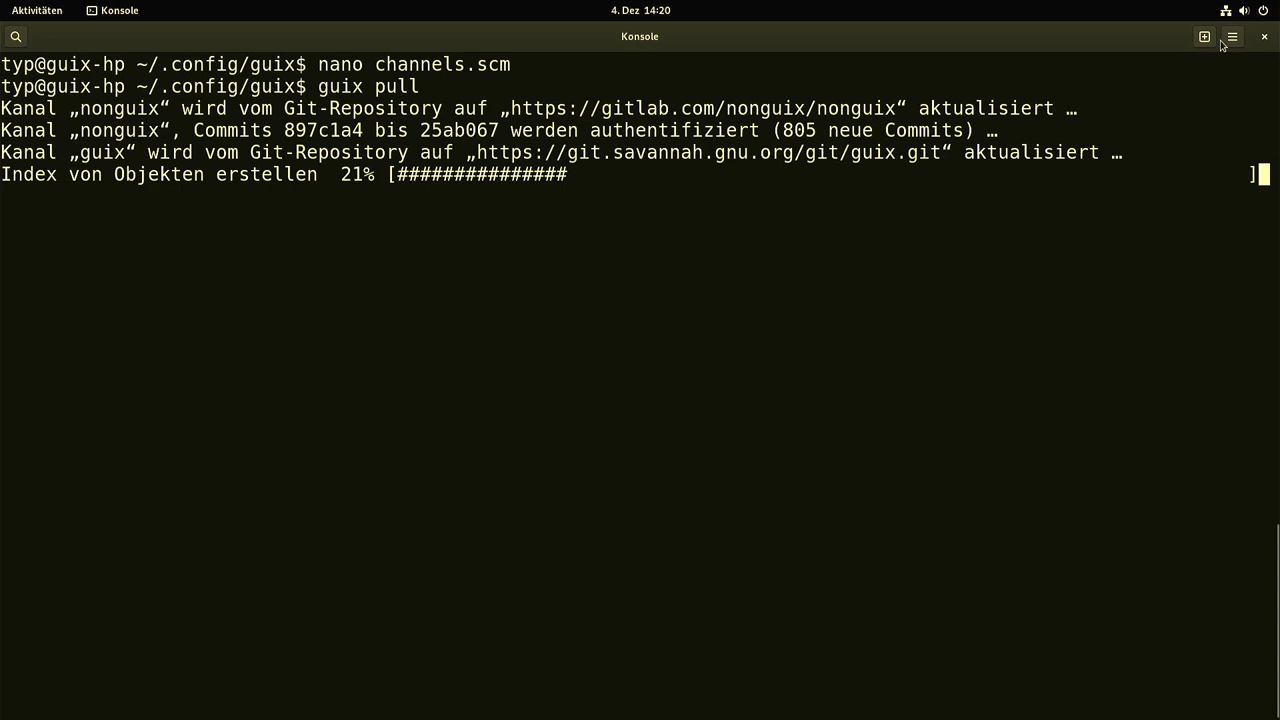 Aktivitäten Konsole 4. Dez 14:20
Konsole
typ@guix-hp ~/.config/guix$ nano channels.scm
typ@guix-hp ~/.config/guix$ guix pull
Kanal „nonguix“ wird vom Git-Repository auf „https://gitlab.com/nonguix/nonguix“ aktualisiert …
Kanal „nonguix“, Commits 897c1a4 bis 25ab067 werden authentifiziert (805 neue Commits) …
Kanal „guix“ wird vom Git-Repository auf „https://git.savannah.gnu.org/git/guix.git“ aktualisiert …
Index von Objekten erstellen  21% [############### ]